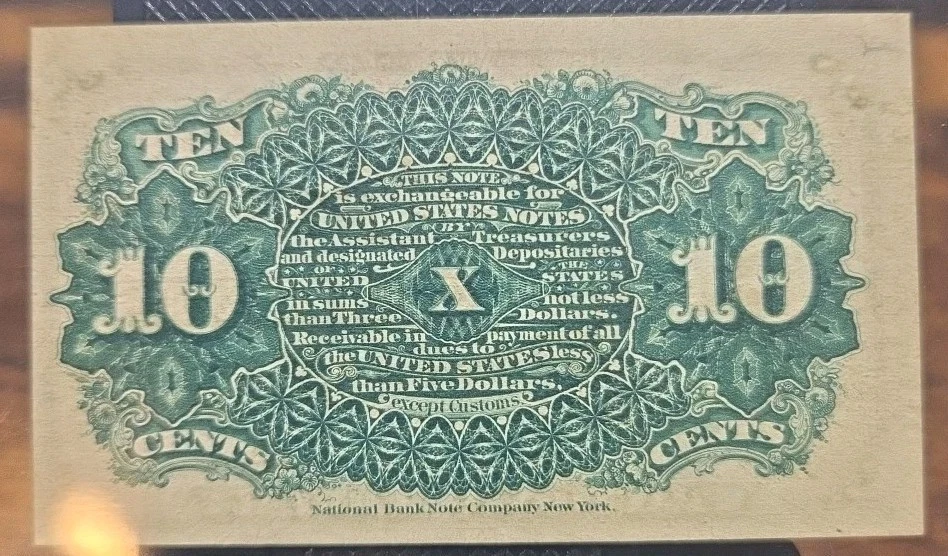 TEN
TEN
THIS NOTE
is exchangeable for
UNITED STATES NOTES
BY
the Assistant Treasurers
and designated Depositaries
OF THE
UNITED STATES
in sums not less
than Three Dollars.
Receivable in payment of all
dues to
the UNITED STATES less
than Five Dollars,
except Customs.
10
X
10
CENTS
CENTS
National Bank Note Company New York.